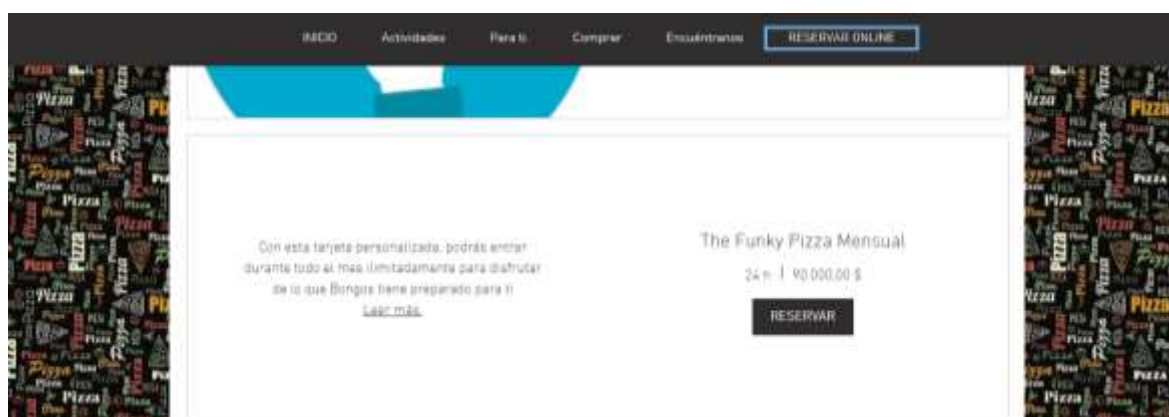 INICIO Actividades Para ti Comprar Encuéntranos RESERVAR ONLINE
Con esta tarjeta personalizada, podrás entrar
durante todo el mes ilimitadamente para disfrutar
de lo que Bongos tiene preparado para ti
Leer más.
The Funky Pizza Mensual
24 h | 90.000,00 $
RESERVAR